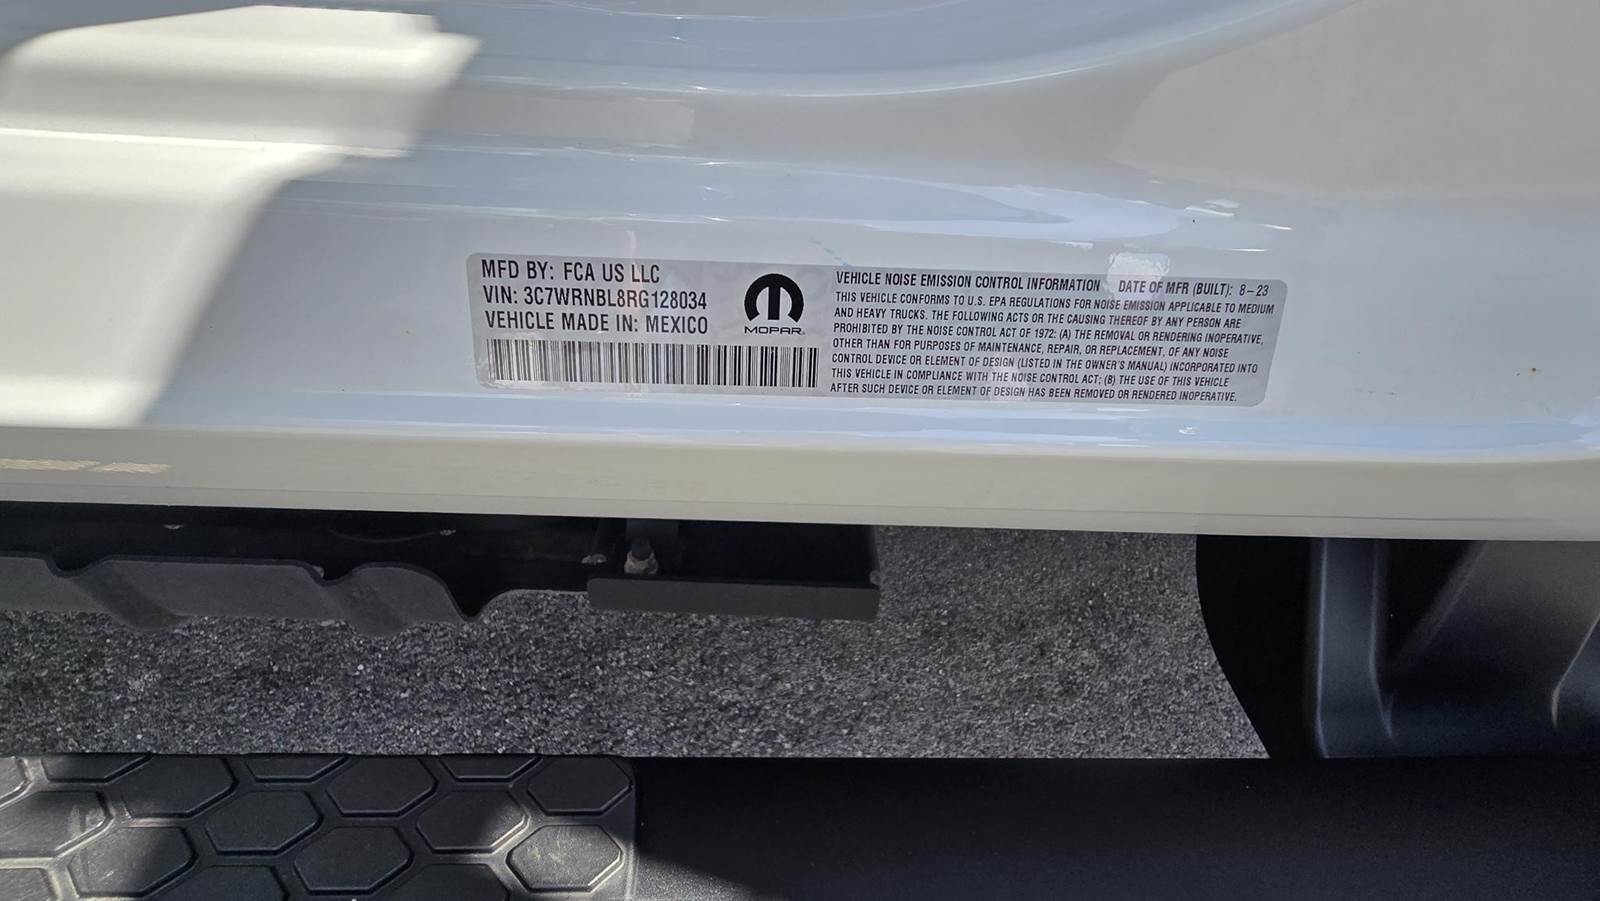 MFD BY: FCA US LLC
VIN: 3C7WRNBL8RG128034
VEHICLE MADE IN: MEXICO
MOPAR
VEHICLE NOISE EMISSION CONTROL INFORMATION DATE OF MFR (BUILT): 8-23
THIS VEHICLE CONFORMS TO U.S. EPA REGULATIONS FOR NOISE EMISSION APPLICABLE TO MEDIUM
AND HEAVY TRUCKS. THE FOLLOWING ACTS OR THE CAUSING THEREOF BY ANY PERSON ARE
PROHIBITED BY THE NOISE CONTROL ACT OF 1972: (A) THE REMOVAL OR RENDERING INOPERATIVE,
OTHER THAN FOR PURPOSES OF MAINTENANCE, REPAIR, OR REPLACEMENT, OF ANY NOISE
CONTROL DEVICE OR ELEMENT OF DESIGN (LISTED IN THE OWNER'S MANUAL) INCORPORATED INTO
THIS VEHICLE IN COMPLIANCE WITH THE NOISE CONTROL ACT; (B) THE USE OF THIS VEHICLE
AFTER SUCH DEVICE OR ELEMENT OF DESIGN HAS BEEN REMOVED OR RENDERED INOPERATIVE.